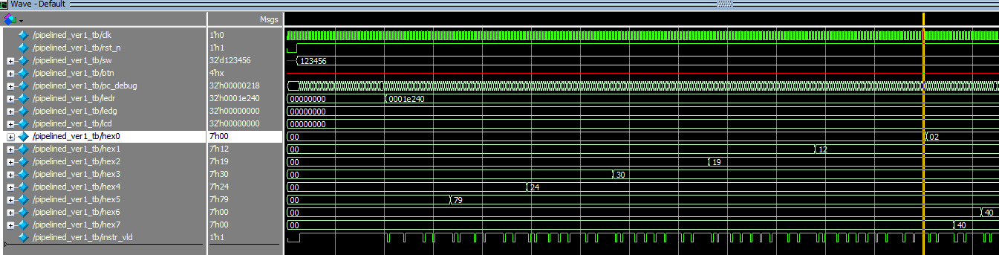 Wave - Default
Msgs
/pipelined_ver1_tb/clk 1'h0
/pipelined_ver1_tb/rst_n 1'h1
/pipelined_ver1_tb/sw 32'd123456 123456
/pipelined_ver1_tb/btn 4'hx
/pipelined_ver1_tb/pc_debug 32'h00000218
/pipelined_ver1_tb/ledr 32'h0001e240 00000000 0001e240
/pipelined_ver1_tb/ledg 32'h00000000 00000000
/pipelined_ver1_tb/lcd 32'h00000000 00000000
/pipelined_ver1_tb/hex0 7'h00 00 02
/pipelined_ver1_tb/hex1 7'h12 00 12
/pipelined_ver1_tb/hex2 7'h19 00 19
/pipelined_ver1_tb/hex3 7'h30 00 30
/pipelined_ver1_tb/hex4 7'h24 00 24
/pipelined_ver1_tb/hex5 7'h79 00 79
/pipelined_ver1_tb/hex6 7'h00 00 40
/pipelined_ver1_tb/hex7 7'h00 00 40
/pipelined_ver1_tb/instr_vld 1'h1